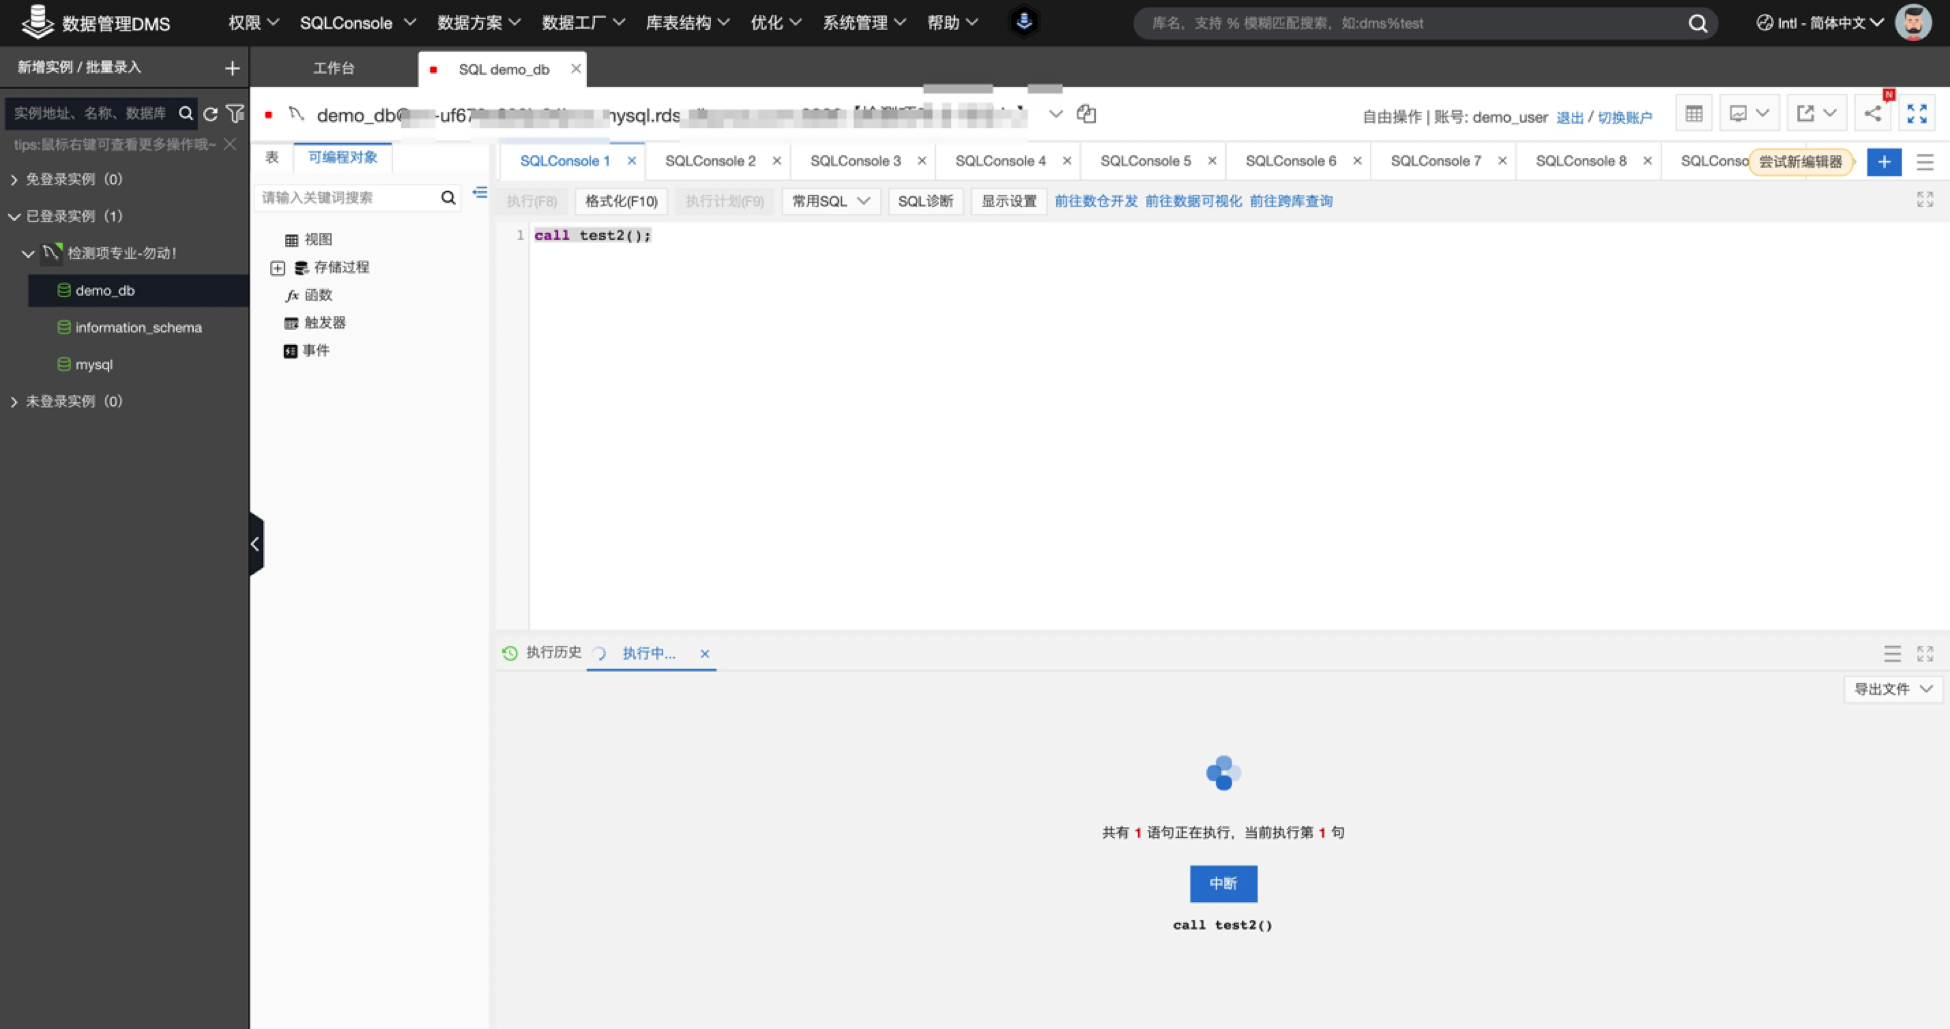 数据管理DMS 权限 SQLConsole 数据方案 数据工厂 库表结构 优化 系统管理 帮助 库名，支持 % 模糊匹配搜索，如:dms%test Intl - 简体中文
新增实例 / 批量录入 + 工作台 SQL demo_db ×
实例地址、名称、数据库
demo_db@ -uf67 mysql.rds
自由操作 | 账号: demo_user 退出 / 切换账户 N
tips:鼠标右键可查看更多操作哦~
免登录实例（0）
已登录实例（1）
检测项专业-勿动！
demo_db
information_schema
mysql
未登录实例（0）
表 可编程对象
请输入关键词搜索
视图
存储过程
函数
触发器
事件
SQLConsole 1 × SQLConsole 2 × SQLConsole 3 × SQLConsole 4 × SQLConsole 5 × SQLConsole 6 × SQLConsole 7 × SQLConsole 8 × SQLConso 尝试新编辑器 +
执行(F8) 格式化(F10) 执行计划(F9) 常用SQL SQL诊断 显示设置 前往数仓开发 前往数据可视化 前往跨库查询
1 call test2();
执行历史 执行中... ×
导出文件
共有 1 语句正在执行，当前执行第 1 句
中断
call test2()